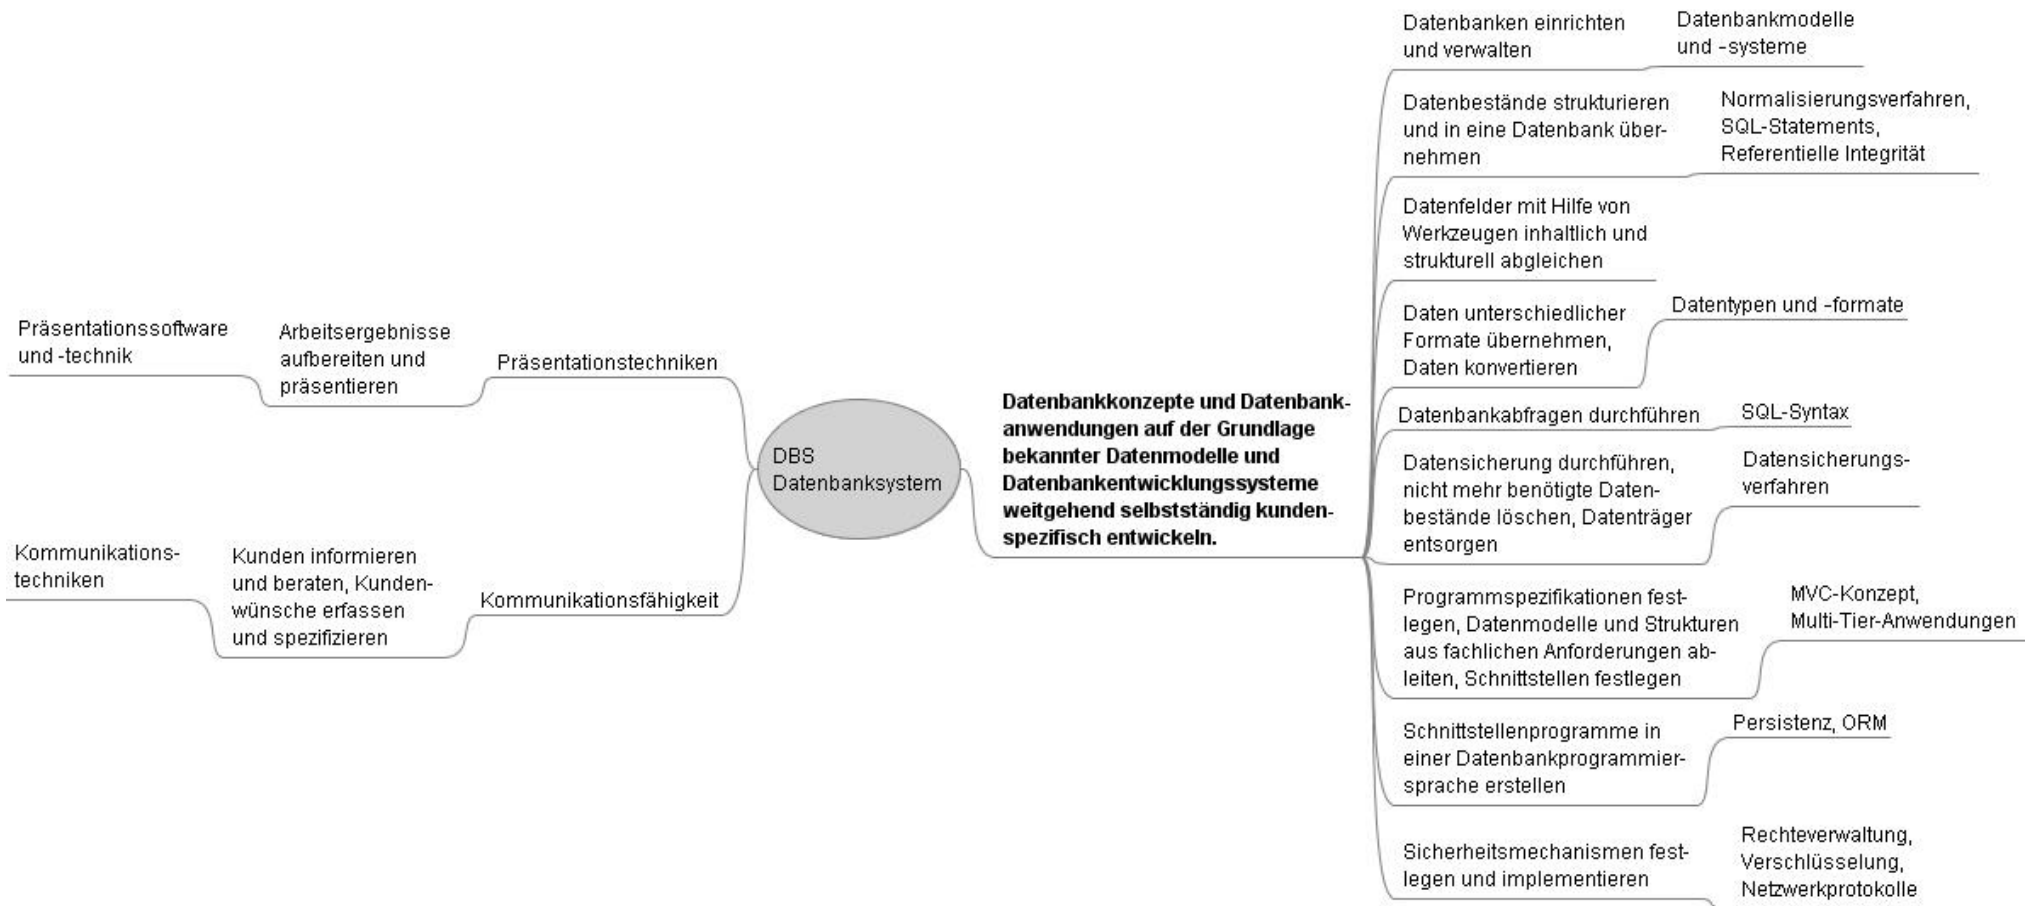 Datenbanken einrichten
und verwalten
Datenbankmodelle
und -systeme
Datenbestände strukturieren
und in eine Datenbank über-
nehmen
Normalisierungsverfahren,
SQL-Statements,
Referentielle Integrität
Datenfelder mit Hilfe von
Werkzeugen inhaltlich und
strukturell abgleichen
Daten unterschiedlicher
Formate übernehmen,
Daten konvertieren
Datentypen und -formate
Datenbankabfragen durchführen
SQL-Syntax
Datensicherung durchführen,
nicht mehr benötigte Daten-
bestände löschen, Datenträger
entsorgen
Datensicherungs-
verfahren
Programmspezifikationen fest-
legen, Datenmodelle und Strukturen
aus fachlichen Anforderungen ab-
leiten, Schnittstellen festlegen
MVC-Konzept,
Multi-Tier-Anwendungen
Schnittstellenprogramme in
einer Datenbankprogrammier-
sprache erstellen
Persistenz, ORM
Sicherheitsmechanismen fest-
legen und implementieren
Rechteverwaltung,
Verschlüsselung,
Netzwerkprotokolle
Datenbankkonzepte und Datenbank-
anwendungen auf der Grundlage
bekannter Datenmodelle und
Datenbankentwicklungssysteme
weitgehend selbstständig kunden-
spezifisch entwickeln.
DBS
Datenbanksystem
Präsentationstechniken
Arbeitsergebnisse
aufbereiten und
präsentieren
Präsentationssoftware
und -technik
Kommunikationsfähigkeit
Kunden informieren
und beraten, Kunden-
wünsche erfassen
und spezifizieren
Kommunikations-
techniken